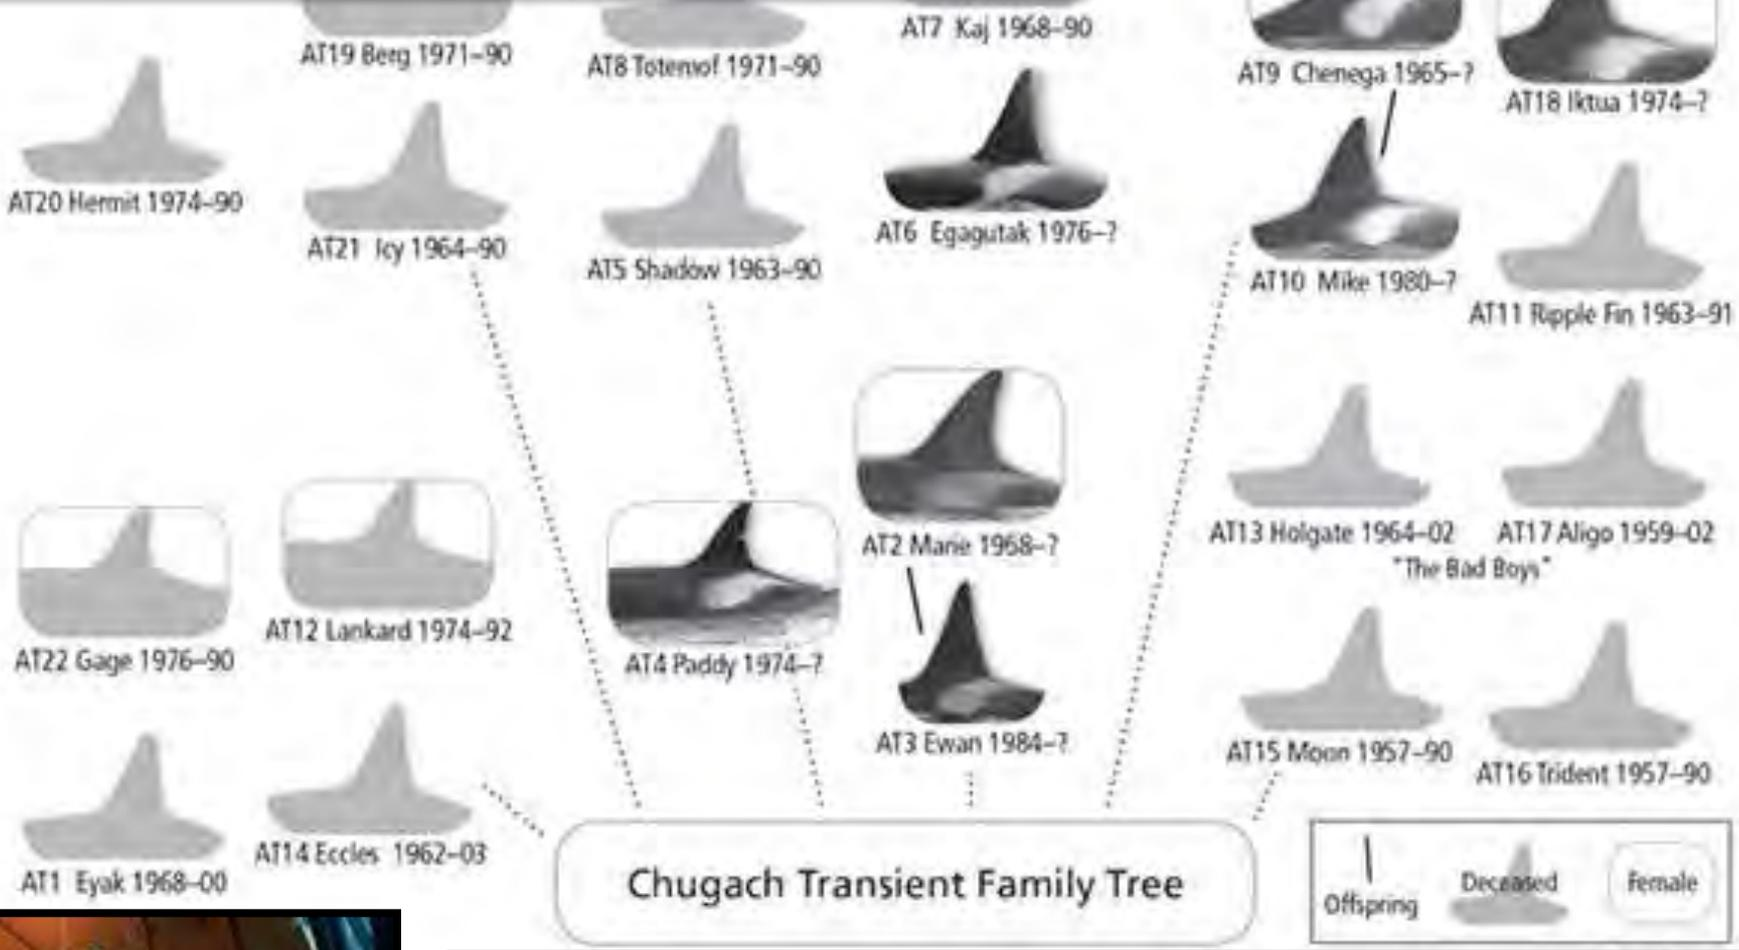 AT19 Berg 1971–90
AT8 Totemof 1971–90
AT7 Kaj 1968–90
AT9 Chenega 1965–?
AT18 Iktua 1974–?
AT20 Hermit 1974–90
AT21 Icy 1964–90
AT5 Shadow 1963–90
AT6 Egagutak 1976–?
AT10 Mike 1980–?
AT11 Ripple Fin 1963–91
AT2 Marie 1968–?
AT13 Holgate 1964–02
AT17 Aligo 1959–02
"The Bad Boys"
AT22 Gage 1976–90
AT12 Lankard 1974–92
AT4 Paddy 1974–?
AT3 Ewan 1984–?
AT15 Moon 1957–90
AT16 Trident 1957–90
AT1 Eyak 1968–00
AT14 Eccles 1962–03
Chugach Transient Family Tree
Offspring
Deceased
Female